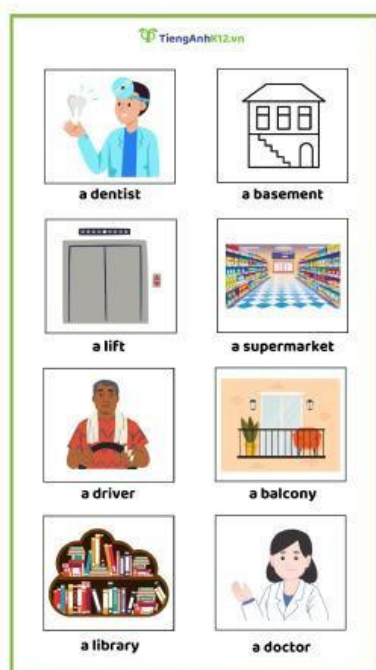 TiengAnhK12.vn
a dentist
a basement
a lift
a supermarket
a driver
a balcony
a library
a doctor